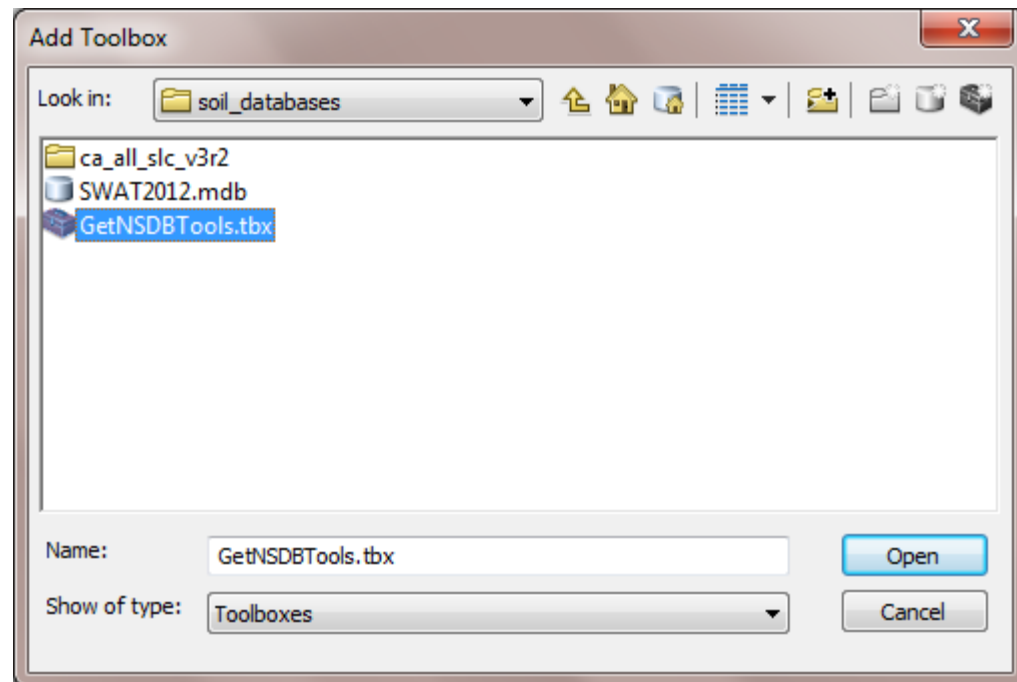 Add Toolbox
Look in: soil_databases
ca_all_slc_v3r2
SWAT2012.mdb
GetNSDBTools.tbx
Name: GetNSDBTools.tbx Open
Show of type: Toolboxes Cancel